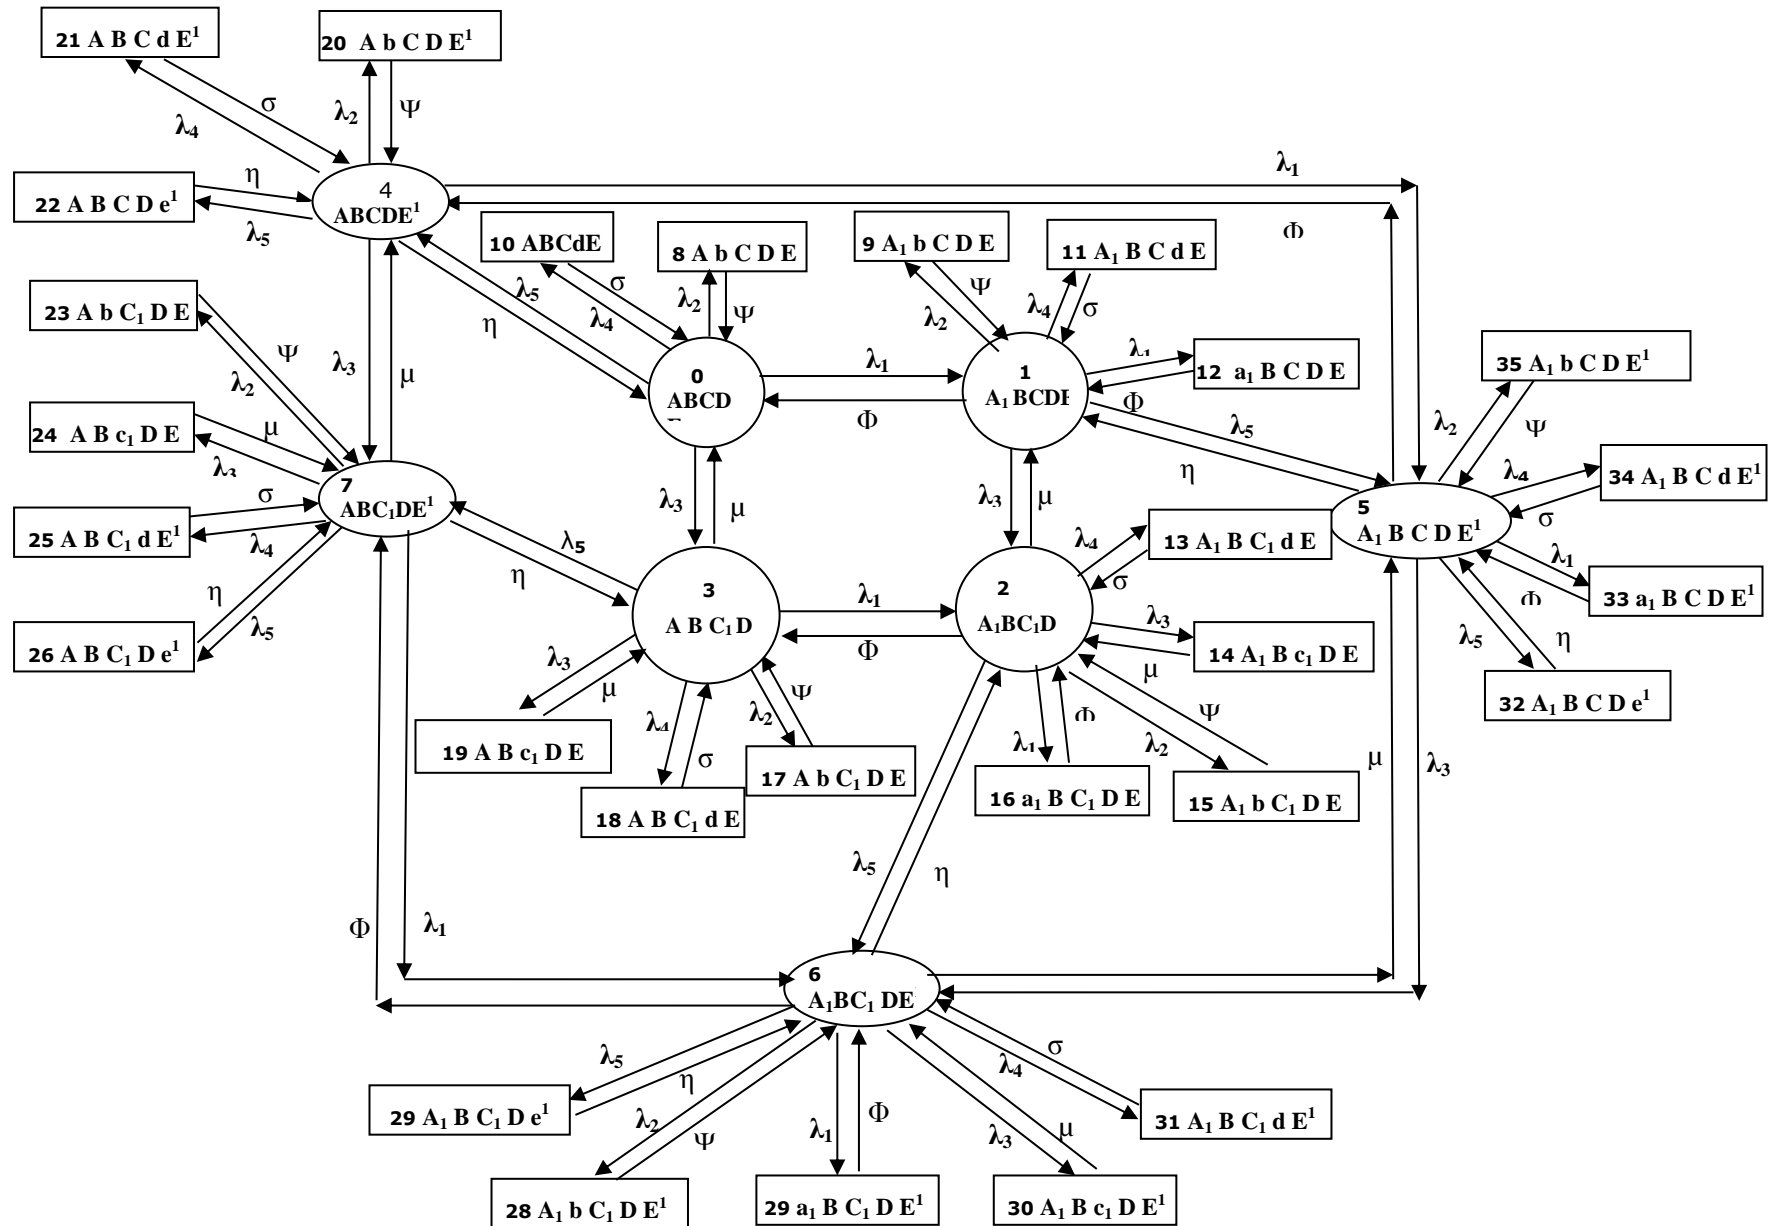 21 A B C d E¹
20 A b C D E¹
σ
λ₂
Ψ
λ₄
λ₁
η
4
22 A B C D e¹
ABCDE¹
λ₅
Φ
10 ABCdE
8 A b C D E
9 A₁ b C D E
11 A₁ B C d E
σ
λ₅
λ₂
Ψ
Ψ
λ₄
σ
23 A b C₁ D E
λ₄
η
λ₂
Ψ
λ₃
μ
λ₂
λ₁
λ₁
35 A₁ b C D E¹
0
ABCD
1
A₁ BCDE
12 a₁ B C D E
Φ
Φ
λ₅
η
λ₂
Ψ
24 A B c₁ D E
μ
λ₃
λ₄
34 A₁ B C d E¹
σ
7
ABC₁DE¹
σ
25 A B C₁ d E¹
λ₄
λ₃
μ
λ₃
μ
5
A₁ B C D E¹
λ₅
η
λ₄
13 A₁ B C₁ d E
σ
λ₁
η
λ₅
26 A B C₁ D e¹
3
A B C₁ D
λ₁
Φ
2
A₁BC₁D
λ₃
14 A₁ B c₁ D E
μ
Φ
33 a₁ B C D E¹
λ₅
η
32 A₁ B C D e¹
λ₃
μ
λ₄
σ
λ₂
Ψ
λ₁
Φ
Ψ
λ₂
19 A B c₁ D E
17 A b C₁ D E
18 A B C₁ d E
16 a₁ B C₁ D E
15 A₁ b C₁ D E
μ
λ₃
λ₅
η
Φ
λ₁
6
A₁BC₁ DE
λ₅
η
λ₂
Ψ
λ₁
Φ
λ₃
μ
σ
λ₄
29 A₁ B C₁ D e¹
31 A₁ B C₁ d E¹
28 A₁ b C₁ D E¹
29 a₁ B C₁ D E¹
30 A₁ B c₁ D E¹